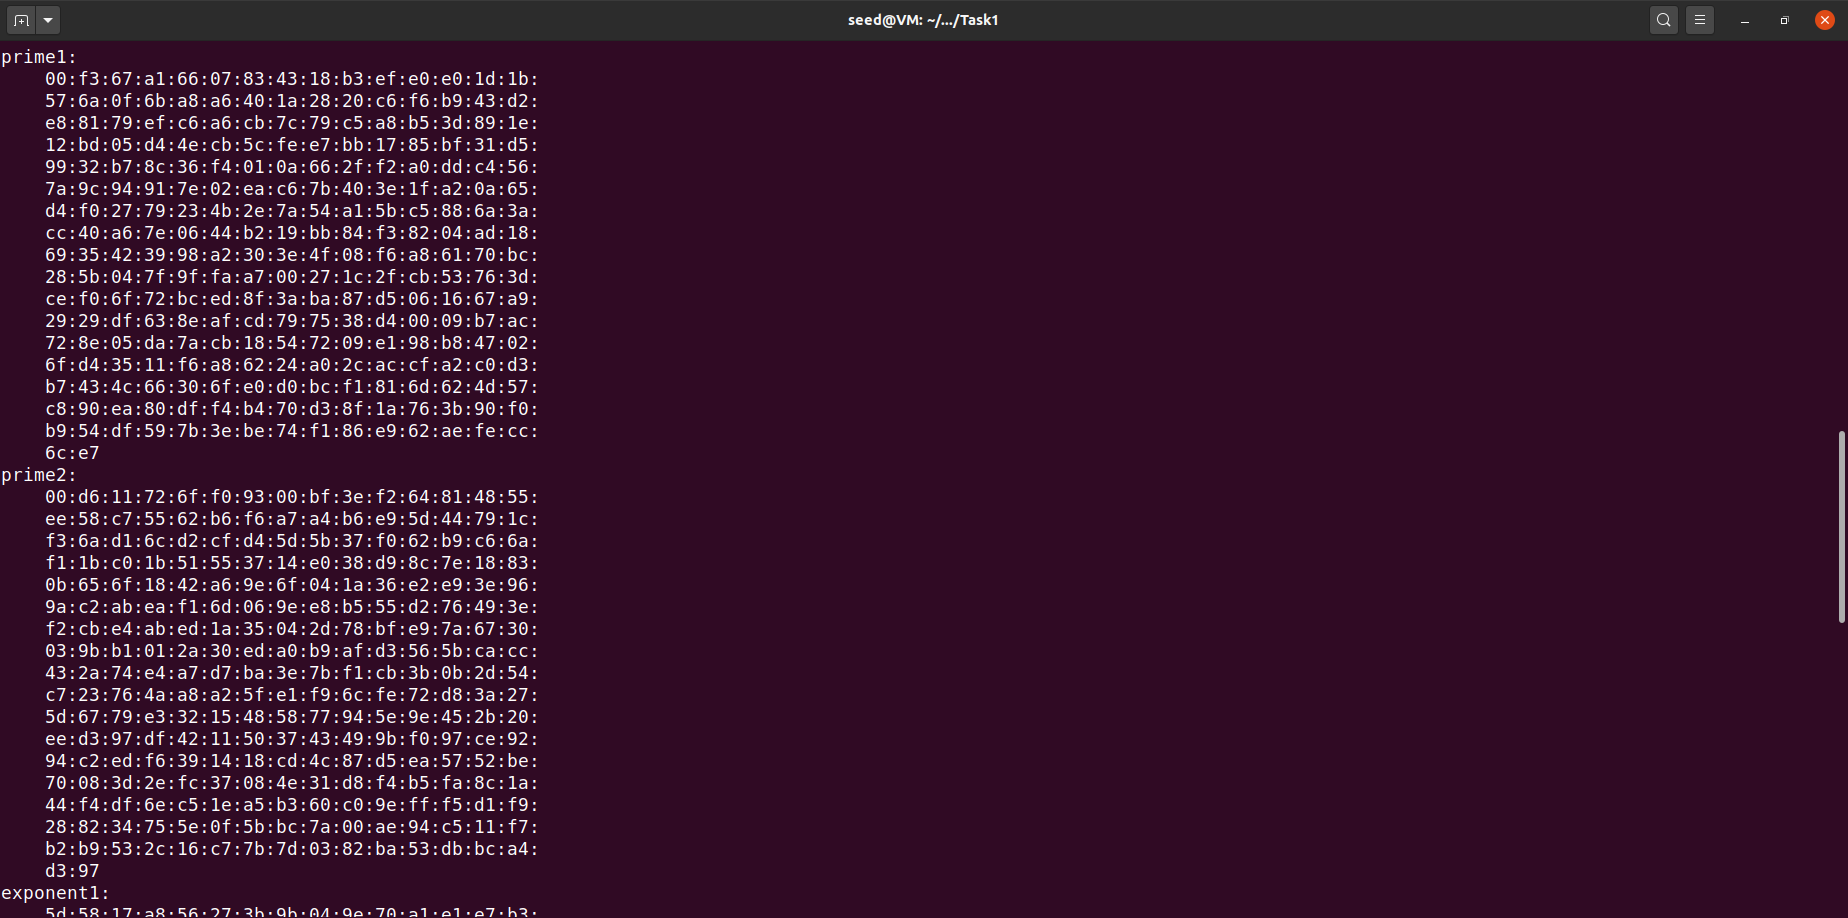 seed@VM: ~/.../Task1
prime1:
00:f3:67:a1:66:07:83:43:18:b3:ef:e0:e0:1d:1b:
57:6a:0f:6b:a8:a6:40:1a:28:20:c6:f6:b9:43:d2:
e8:81:79:ef:c6:a6:cb:7c:79:c5:a8:b5:3d:89:1e:
12:bd:05:d4:4e:cb:5c:fe:e7:bb:17:85:bf:31:d5:
99:32:b7:8c:36:f4:01:0a:66:2f:f2:a0:dd:c4:56:
7a:9c:94:91:7e:02:ea:c6:7b:40:3e:1f:a2:0a:65:
d4:f0:27:79:23:4b:2e:7a:54:a1:5b:c5:88:6a:3a:
cc:40:a6:7e:06:44:b2:19:bb:84:f3:82:04:ad:18:
69:35:42:39:98:a2:30:3e:4f:08:f6:a8:61:70:bc:
28:5b:04:7f:9f:fa:a7:00:27:1c:2f:cb:53:76:3d:
ce:f0:6f:72:bc:ed:8f:3a:ba:87:d5:06:16:67:a9:
29:29:df:63:8e:af:cd:79:75:38:d4:00:09:b7:ac:
72:8e:05:da:7a:cb:18:54:72:09:e1:98:b8:47:02:
6f:d4:35:11:f6:a8:62:24:a0:2c:ac:cf:a2:c0:d3:
b7:43:4c:66:30:6f:e0:d0:bc:f1:81:6d:62:4d:57:
c8:90:ea:80:df:f4:b4:70:d3:8f:1a:76:3b:90:f0:
b9:54:df:59:7b:3e:be:74:f1:86:e9:62:ae:fe:cc:
6c:e7
prime2:
00:d6:11:72:6f:f0:93:00:bf:3e:f2:64:81:48:55:
ee:58:c7:55:62:b6:f6:a7:a4:b6:e9:5d:44:79:1c:
f3:6a:d1:6c:d2:cf:d4:5d:5b:37:f0:62:b9:c6:6a:
f1:1b:c0:1b:51:55:37:14:e0:38:d9:8c:7e:18:83:
0b:65:6f:18:42:a6:9e:6f:04:1a:36:e2:e9:3e:96:
9a:c2:ab:ea:f1:6d:06:9e:e8:b5:55:d2:76:49:3e:
f2:cb:e4:ab:ed:1a:35:04:2d:78:bf:e9:7a:67:30:
03:9b:b1:01:2a:30:ed:a0:b9:af:d3:56:5b:ca:cc:
43:2a:74:e4:a7:d7:ba:3e:7b:f1:cb:3b:0b:2d:54:
c7:23:76:4a:a8:a2:5f:e1:f9:6c:fe:72:d8:3a:27:
5d:67:79:e3:32:15:48:58:77:94:5e:9e:45:2b:20:
ee:d3:97:df:42:11:50:37:43:49:9b:f0:97:ce:92:
94:c2:ed:f6:39:14:18:cd:4c:87:d5:ea:57:52:be:
70:08:3d:2e:fc:37:08:4e:31:d8:f4:b5:fa:8c:1a:
44:f4:df:6e:c5:1e:a5:b3:60:c0:9e:ff:f5:d1:f9:
28:82:34:75:5e:0f:5b:bc:7a:00:ae:94:c5:11:f7:
b2:b9:53:2c:16:c7:7b:7d:03:82:ba:53:db:bc:a4:
d3:97
exponent1:
5d:58:17:a8:56:27:3b:9b:04:9e:70:a1:e1:e7:b3: